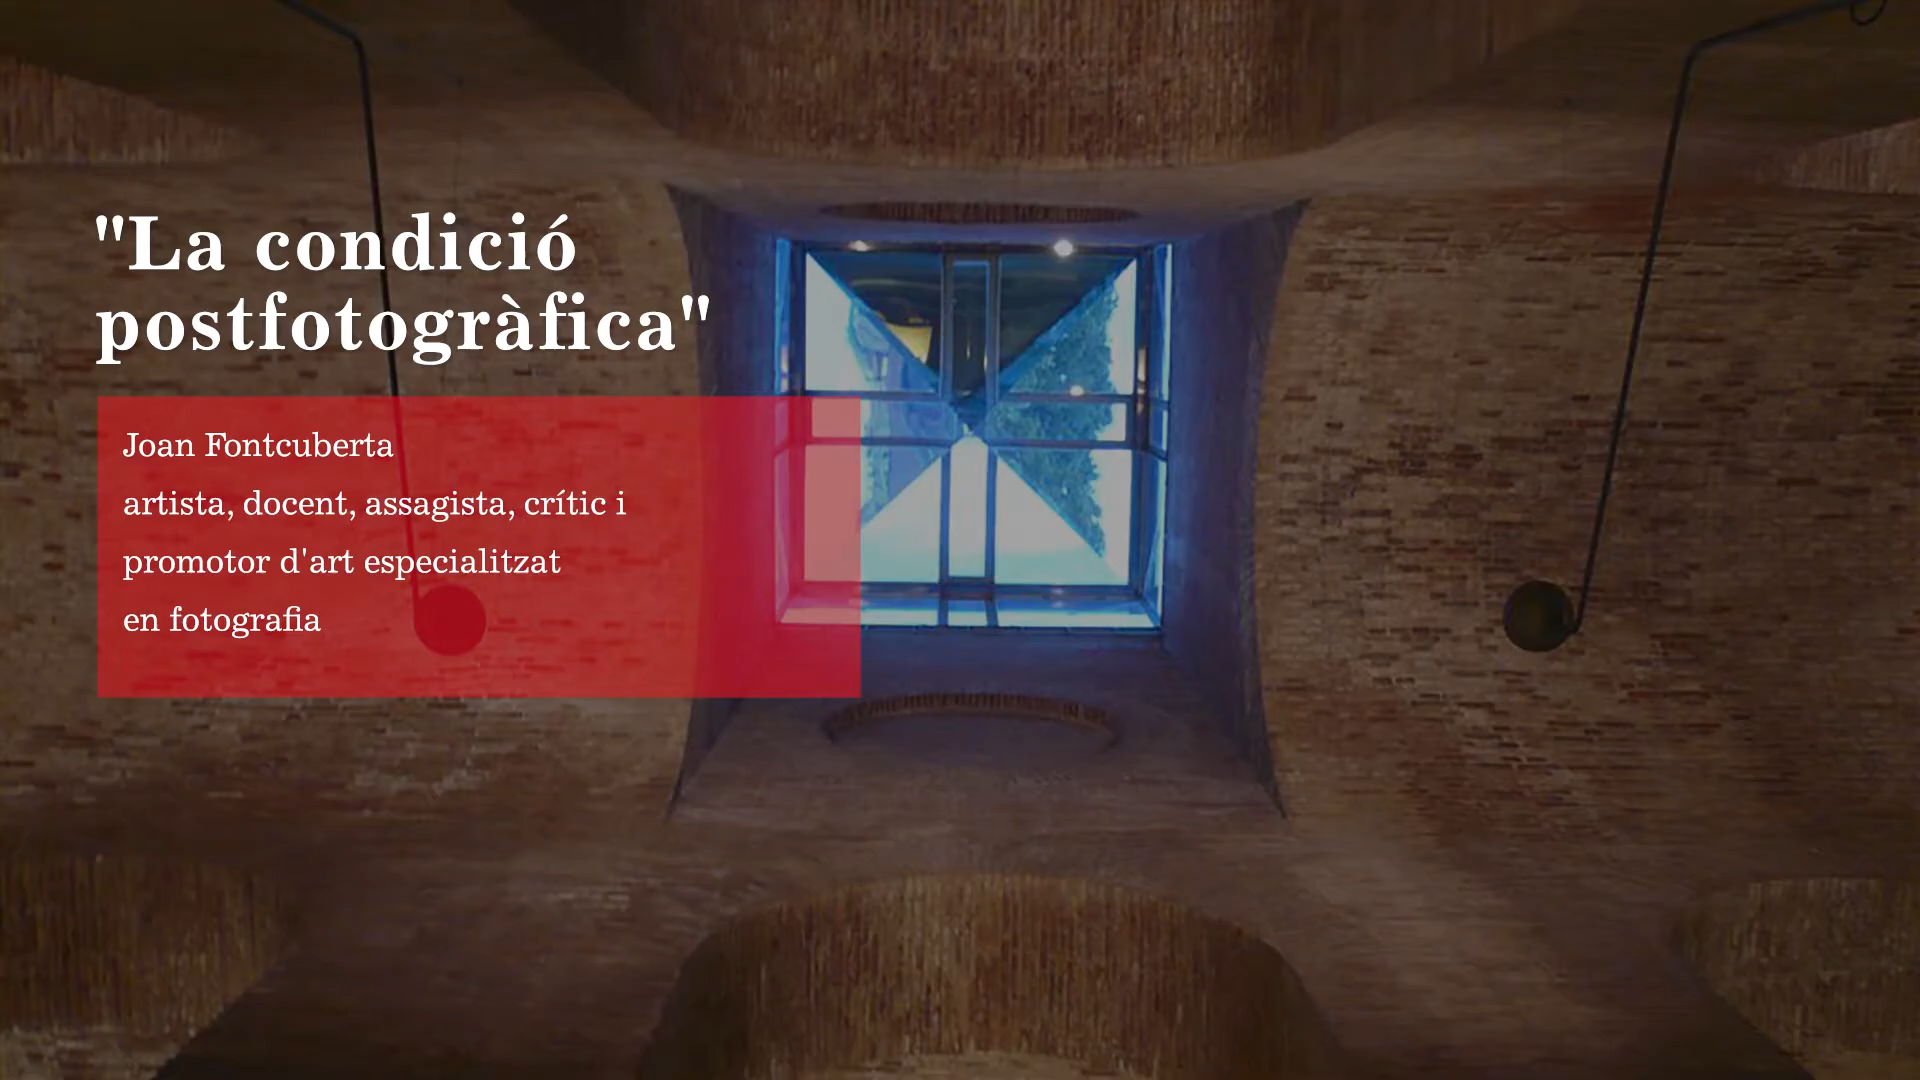 "La condició
postfotogràfica"
Joan Fontcuberta
artista, docent, assagista, crític i
promotor d'art especialitzat
en fotografia